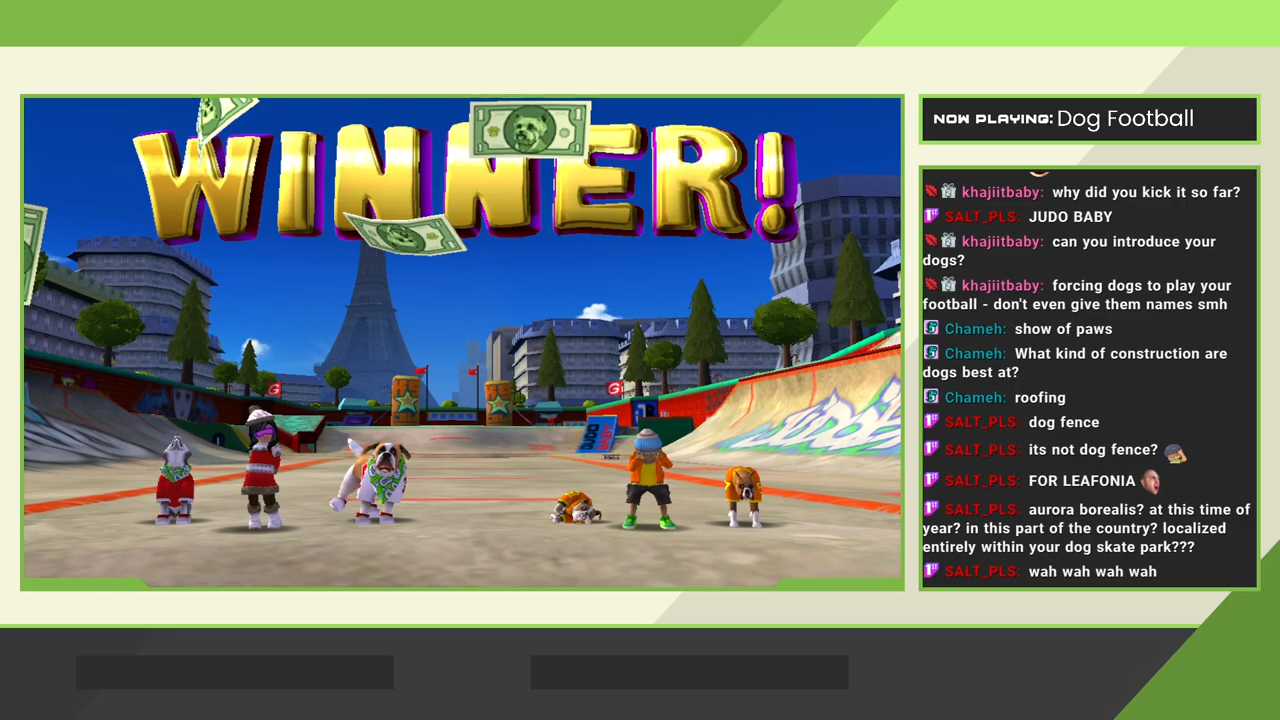 WINNER!
NOW PLAYING: Dog Football
khajiitbaby: why did you kick it so far?
SALT_PLS: JUDO BABY
khajiitbaby: can you introduce your
dogs?
khajiitbaby: forcing dogs to play your
football - don't even give them names smh
Chameh: show of paws
Chameh: What kind of construction are
dogs best at?
Chameh: roofing
SALT_PLS: dog fence
SALT_PLS: its not dog fence?
SALT_PLS: FOR LEAFONIA
SALT_PLS: aurora borealis? at this time of
year? in this part of the country? localized
entirely within your dog skate park???
SALT_PLS: wah wah wah wah
JUDO
BABY